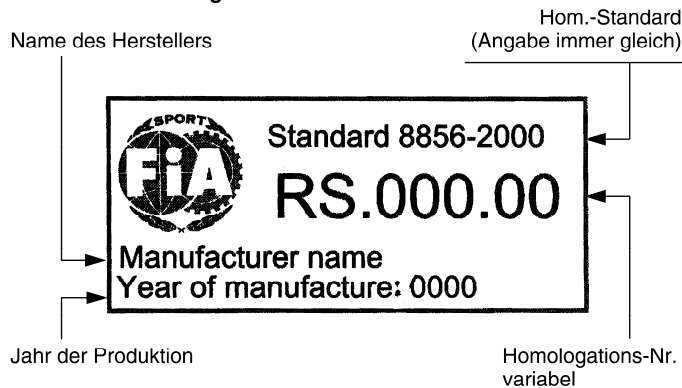 Hom.-Standard
Name des Herstellers
(Angabe immer gleich)
SPORT
FiA
Standard 8856-2000
RS.000.00
Manufacturer name
Year of manufacture: 0000
Jahr der Produktion
Homologations-Nr.
variabel